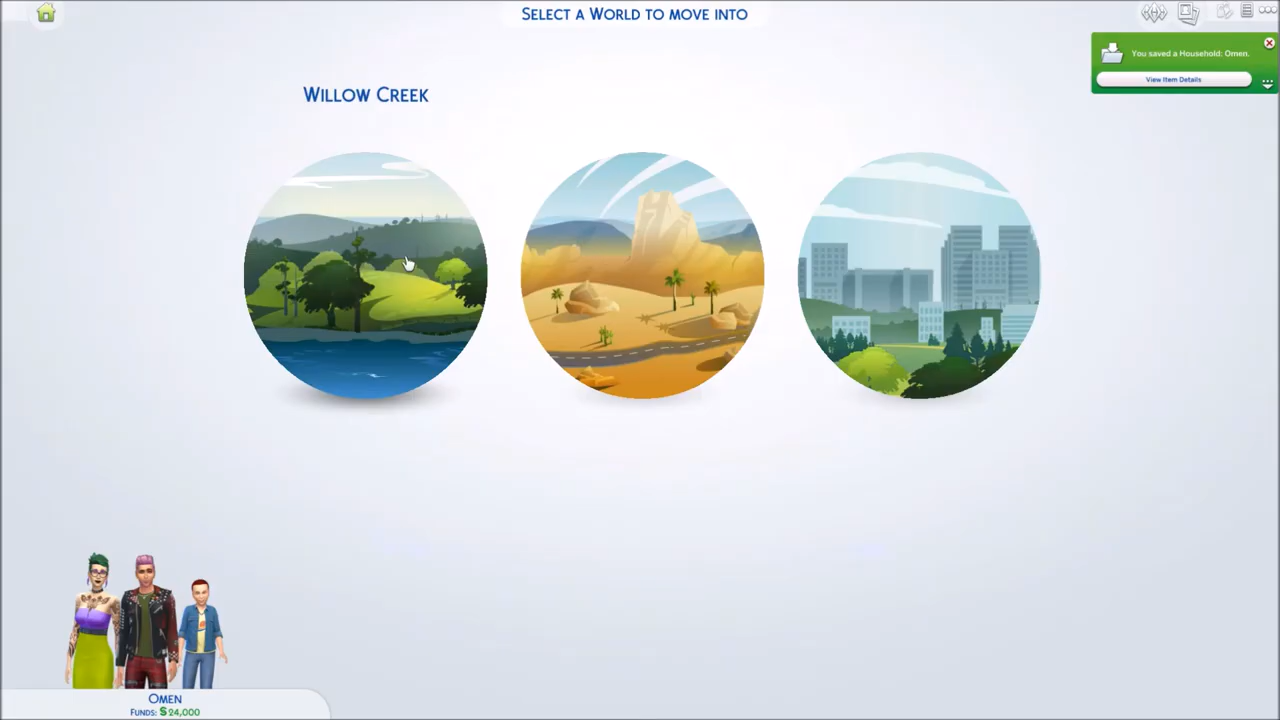 SELECT A WORLD TO MOVE INTO
You saved a Household: Omen.
View Item Details
WILLOW CREEK
OMEN
FUNDS: $24,000